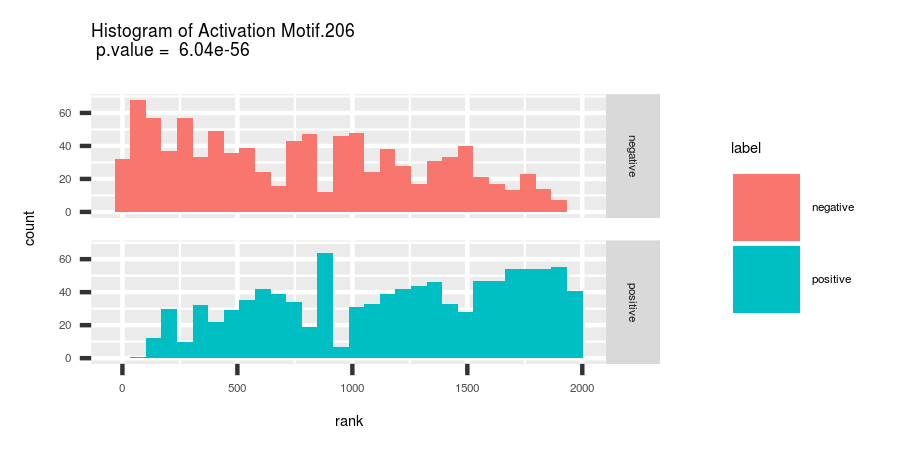 Histogram of Activation Motif.206
p.value = 6.04e-56
count
60
40
20
0
negative
60
40
20
0
positive
0 500 1000 1500 2000
rank
label
negative
positive